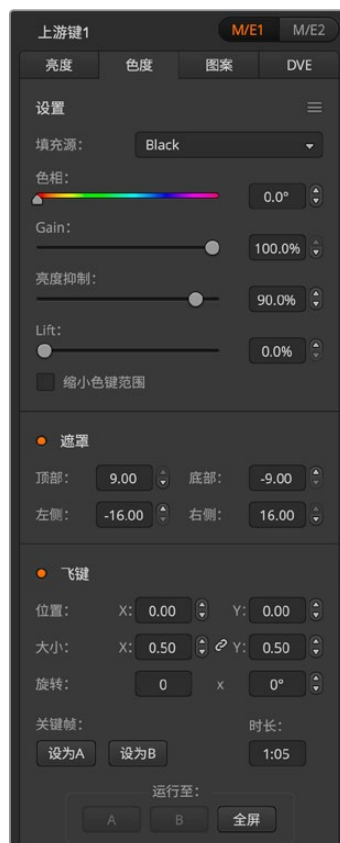 上游键1 M/E1 M/E2
亮度 色度 图案 DVE
设置
填充源: Black
色相:
0.0°
Gain:
100.0%
亮度抑制:
90.0%
Lift:
0.0%
缩小色键范围
遮罩
顶部: 9.00 底部: -9.00
左侧: -16.00 右侧: 16.00
飞键
位置: X: 0.00 Y: 0.00
大小: X: 0.50 Y: 0.50
旋转: 0 x 0°
关键帧: 时长:
设为A 设为B 1:05
运行至:
A B 全屏